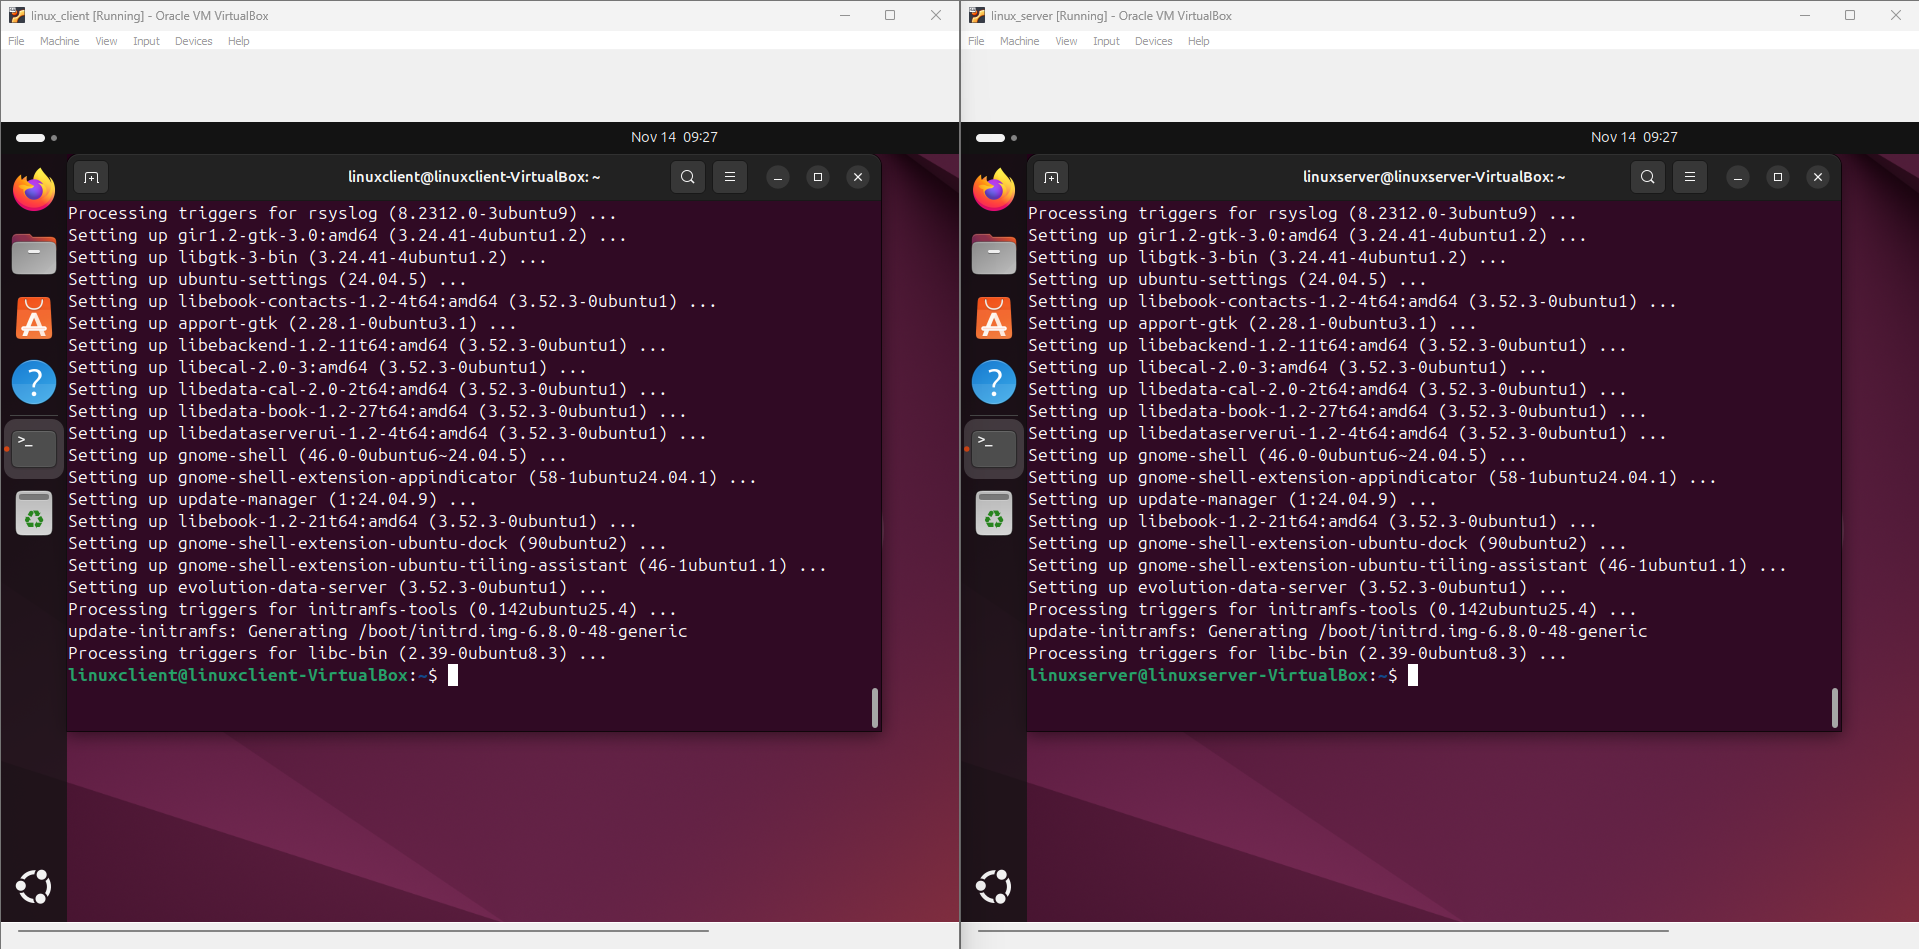 linux_client [Running] - Oracle VM VirtualBox
File Machine View Input Devices Help
Nov 14 09:27
linuxclient@linuxclient-VirtualBox: ~
Processing triggers for rsyslog (8.2312.0-3ubuntu9) ...
Setting up gir1.2-gtk-3.0:amd64 (3.24.41-4ubuntu1.2) ...
Setting up libgtk-3-bin (3.24.41-4ubuntu1.2) ...
Setting up ubuntu-settings (24.04.5) ...
Setting up libebook-contacts-1.2-4t64:amd64 (3.52.3-0ubuntu1) ...
Setting up apport-gtk (2.28.1-0ubuntu3.1) ...
Setting up libebackend-1.2-11t64:amd64 (3.52.3-0ubuntu1) ...
Setting up libecal-2.0-3:amd64 (3.52.3-0ubuntu1) ...
Setting up libedata-cal-2.0-2t64:amd64 (3.52.3-0ubuntu1) ...
Setting up libedata-book-1.2-27t64:amd64 (3.52.3-0ubuntu1) ...
Setting up libedataserverui-1.2-4t64:amd64 (3.52.3-0ubuntu1) ...
Setting up gnome-shell (46.0-0ubuntu6~24.04.5) ...
Setting up gnome-shell-extension-appindicator (58-1ubuntu24.04.1) ...
Setting up update-manager (1:24.04.9) ...
Setting up libebook-1.2-21t64:amd64 (3.52.3-0ubuntu1) ...
Setting up gnome-shell-extension-ubuntu-dock (90ubuntu2) ...
Setting up gnome-shell-extension-ubuntu-tiling-assistant (46-1ubuntu1.1) ...
Setting up evolution-data-server (3.52.3-0ubuntu1) ...
Processing triggers for initramfs-tools (0.142ubuntu25.4) ...
update-initramfs: Generating /boot/initrd.img-6.8.0-48-generic
Processing triggers for libc-bin (2.39-0ubuntu8.3) ...
linuxclient@linuxclient-VirtualBox:~$
linux_server [Running] - Oracle VM VirtualBox
File Machine View Input Devices Help
Nov 14 09:27
linuxserver@linuxserver-VirtualBox: ~
Processing triggers for rsyslog (8.2312.0-3ubuntu9) ...
Setting up gir1.2-gtk-3.0:amd64 (3.24.41-4ubuntu1.2) ...
Setting up libgtk-3-bin (3.24.41-4ubuntu1.2) ...
Setting up ubuntu-settings (24.04.5) ...
Setting up libebook-contacts-1.2-4t64:amd64 (3.52.3-0ubuntu1) ...
Setting up apport-gtk (2.28.1-0ubuntu3.1) ...
Setting up libebackend-1.2-11t64:amd64 (3.52.3-0ubuntu1) ...
Setting up libecal-2.0-3:amd64 (3.52.3-0ubuntu1) ...
Setting up libedata-cal-2.0-2t64:amd64 (3.52.3-0ubuntu1) ...
Setting up libedata-book-1.2-27t64:amd64 (3.52.3-0ubuntu1) ...
Setting up libedataserverui-1.2-4t64:amd64 (3.52.3-0ubuntu1) ...
Setting up gnome-shell (46.0-0ubuntu6~24.04.5) ...
Setting up gnome-shell-extension-appindicator (58-1ubuntu24.04.1) ...
Setting up update-manager (1:24.04.9) ...
Setting up libebook-1.2-21t64:amd64 (3.52.3-0ubuntu1) ...
Setting up gnome-shell-extension-ubuntu-dock (90ubuntu2) ...
Setting up gnome-shell-extension-ubuntu-tiling-assistant (46-1ubuntu1.1) ...
Setting up evolution-data-server (3.52.3-0ubuntu1) ...
Processing triggers for initramfs-tools (0.142ubuntu25.4) ...
update-initramfs: Generating /boot/initrd.img-6.8.0-48-generic
Processing triggers for libc-bin (2.39-0ubuntu8.3) ...
linuxserver@linuxserver-VirtualBox:~$